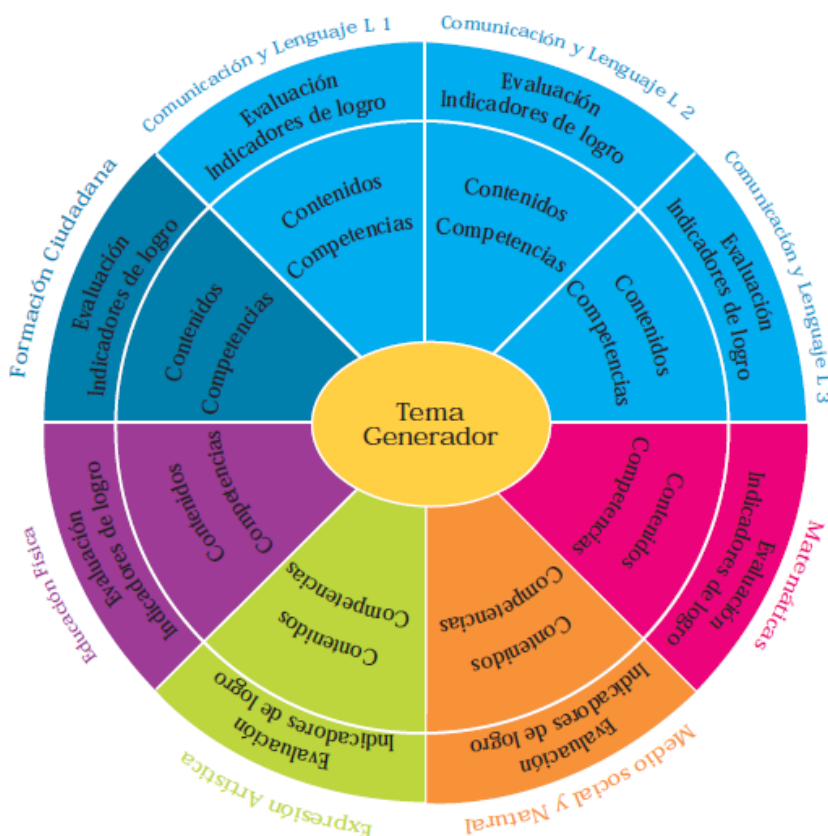 Comunicación y Lenguaje L 1
Evaluación
Indicadores de logro
Contenidos
Competencias
Comunicación y Lenguaje L 2
Evaluación
Indicadores de logro
Contenidos
Competencias
Comunicación y Lenguaje L 3
Evaluación
Indicadores de logro
Contenidos
Competencias
Matemáticas
Evaluación
Indicadores de logro
Contenidos
Competencias
Medio social y Natural
Evaluación
Indicadores de logro
Contenidos
Competencias
Expresión Artística
Evaluación
Indicadores de logro
Contenidos
Competencias
Educación Física
Evaluación
Indicadores de logro
Contenidos
Competencias
Formación Ciudadana
Evaluación
Indicadores de logro
Contenidos
Competencias
Tema
Generador